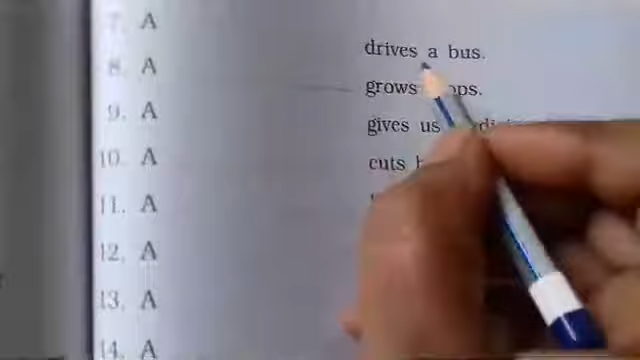 7. A
drives a bus.
8. A
grows
9. A
gives us
10. A
cuts
11. A
12. A
13. A
14. A